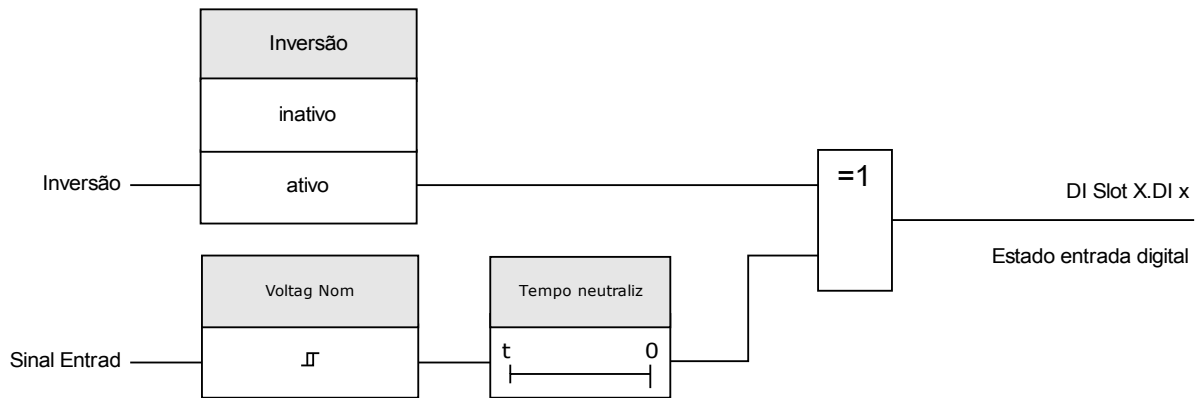 Inversão
inativo
Inversão
ativo
=1
DI Slot X.DI x
Estado entrada digital
Voltag Nom
Tempo neutraliz
Sinal Entrad
t
0